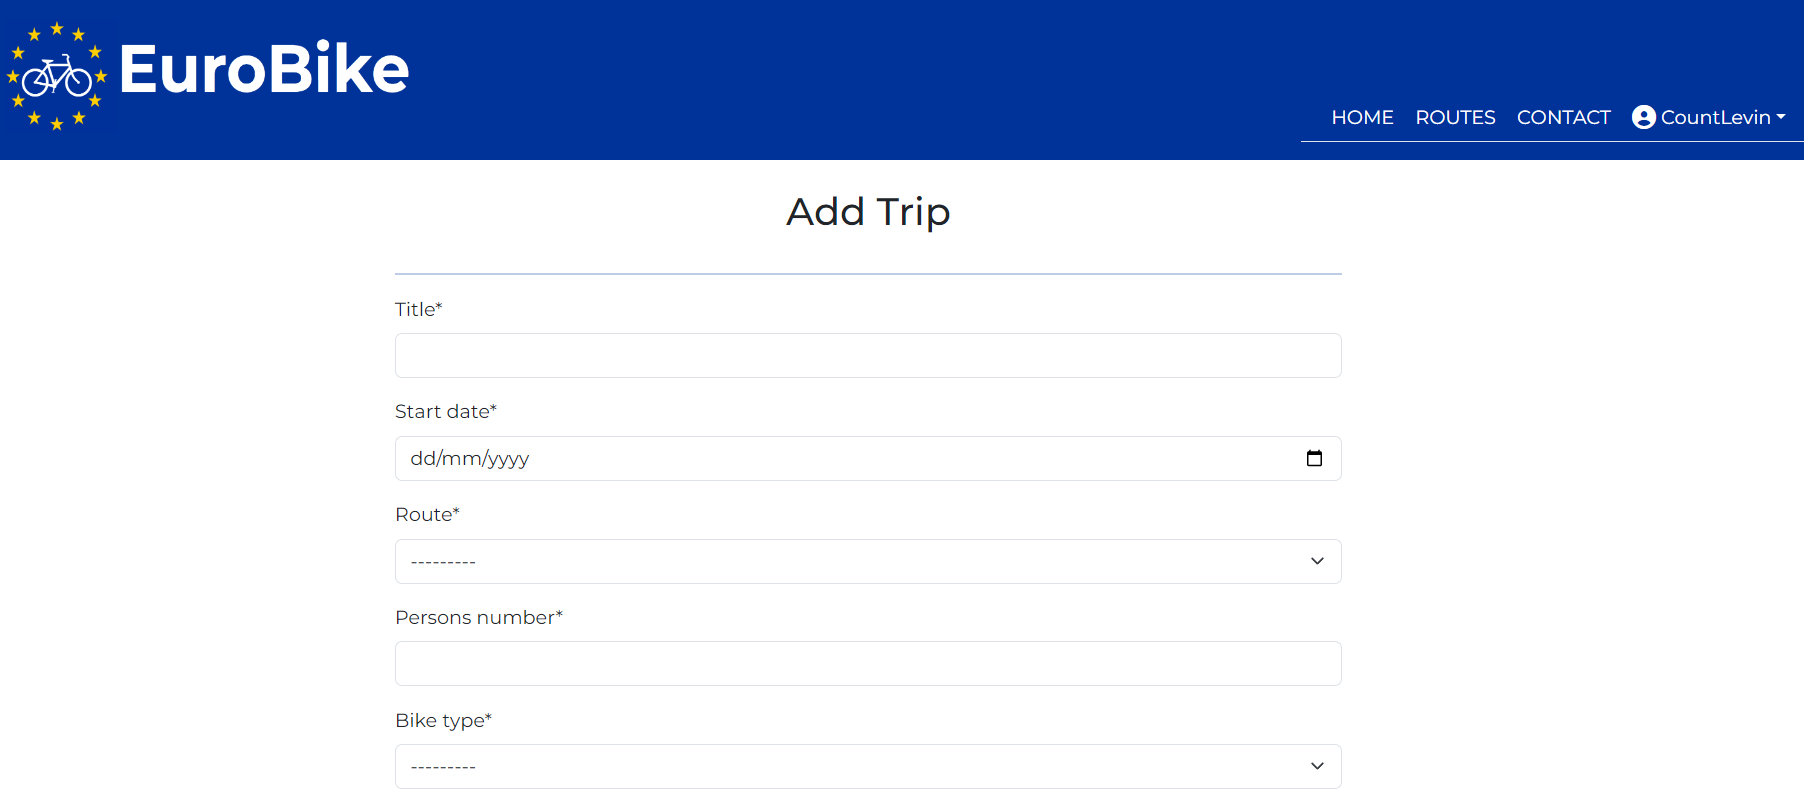 EuroBike
HOME ROUTES CONTACT CountLevin
Add Trip
Title*
Start date*
dd/mm/yyyy
Route*
---------
Persons number*
Bike type*
---------